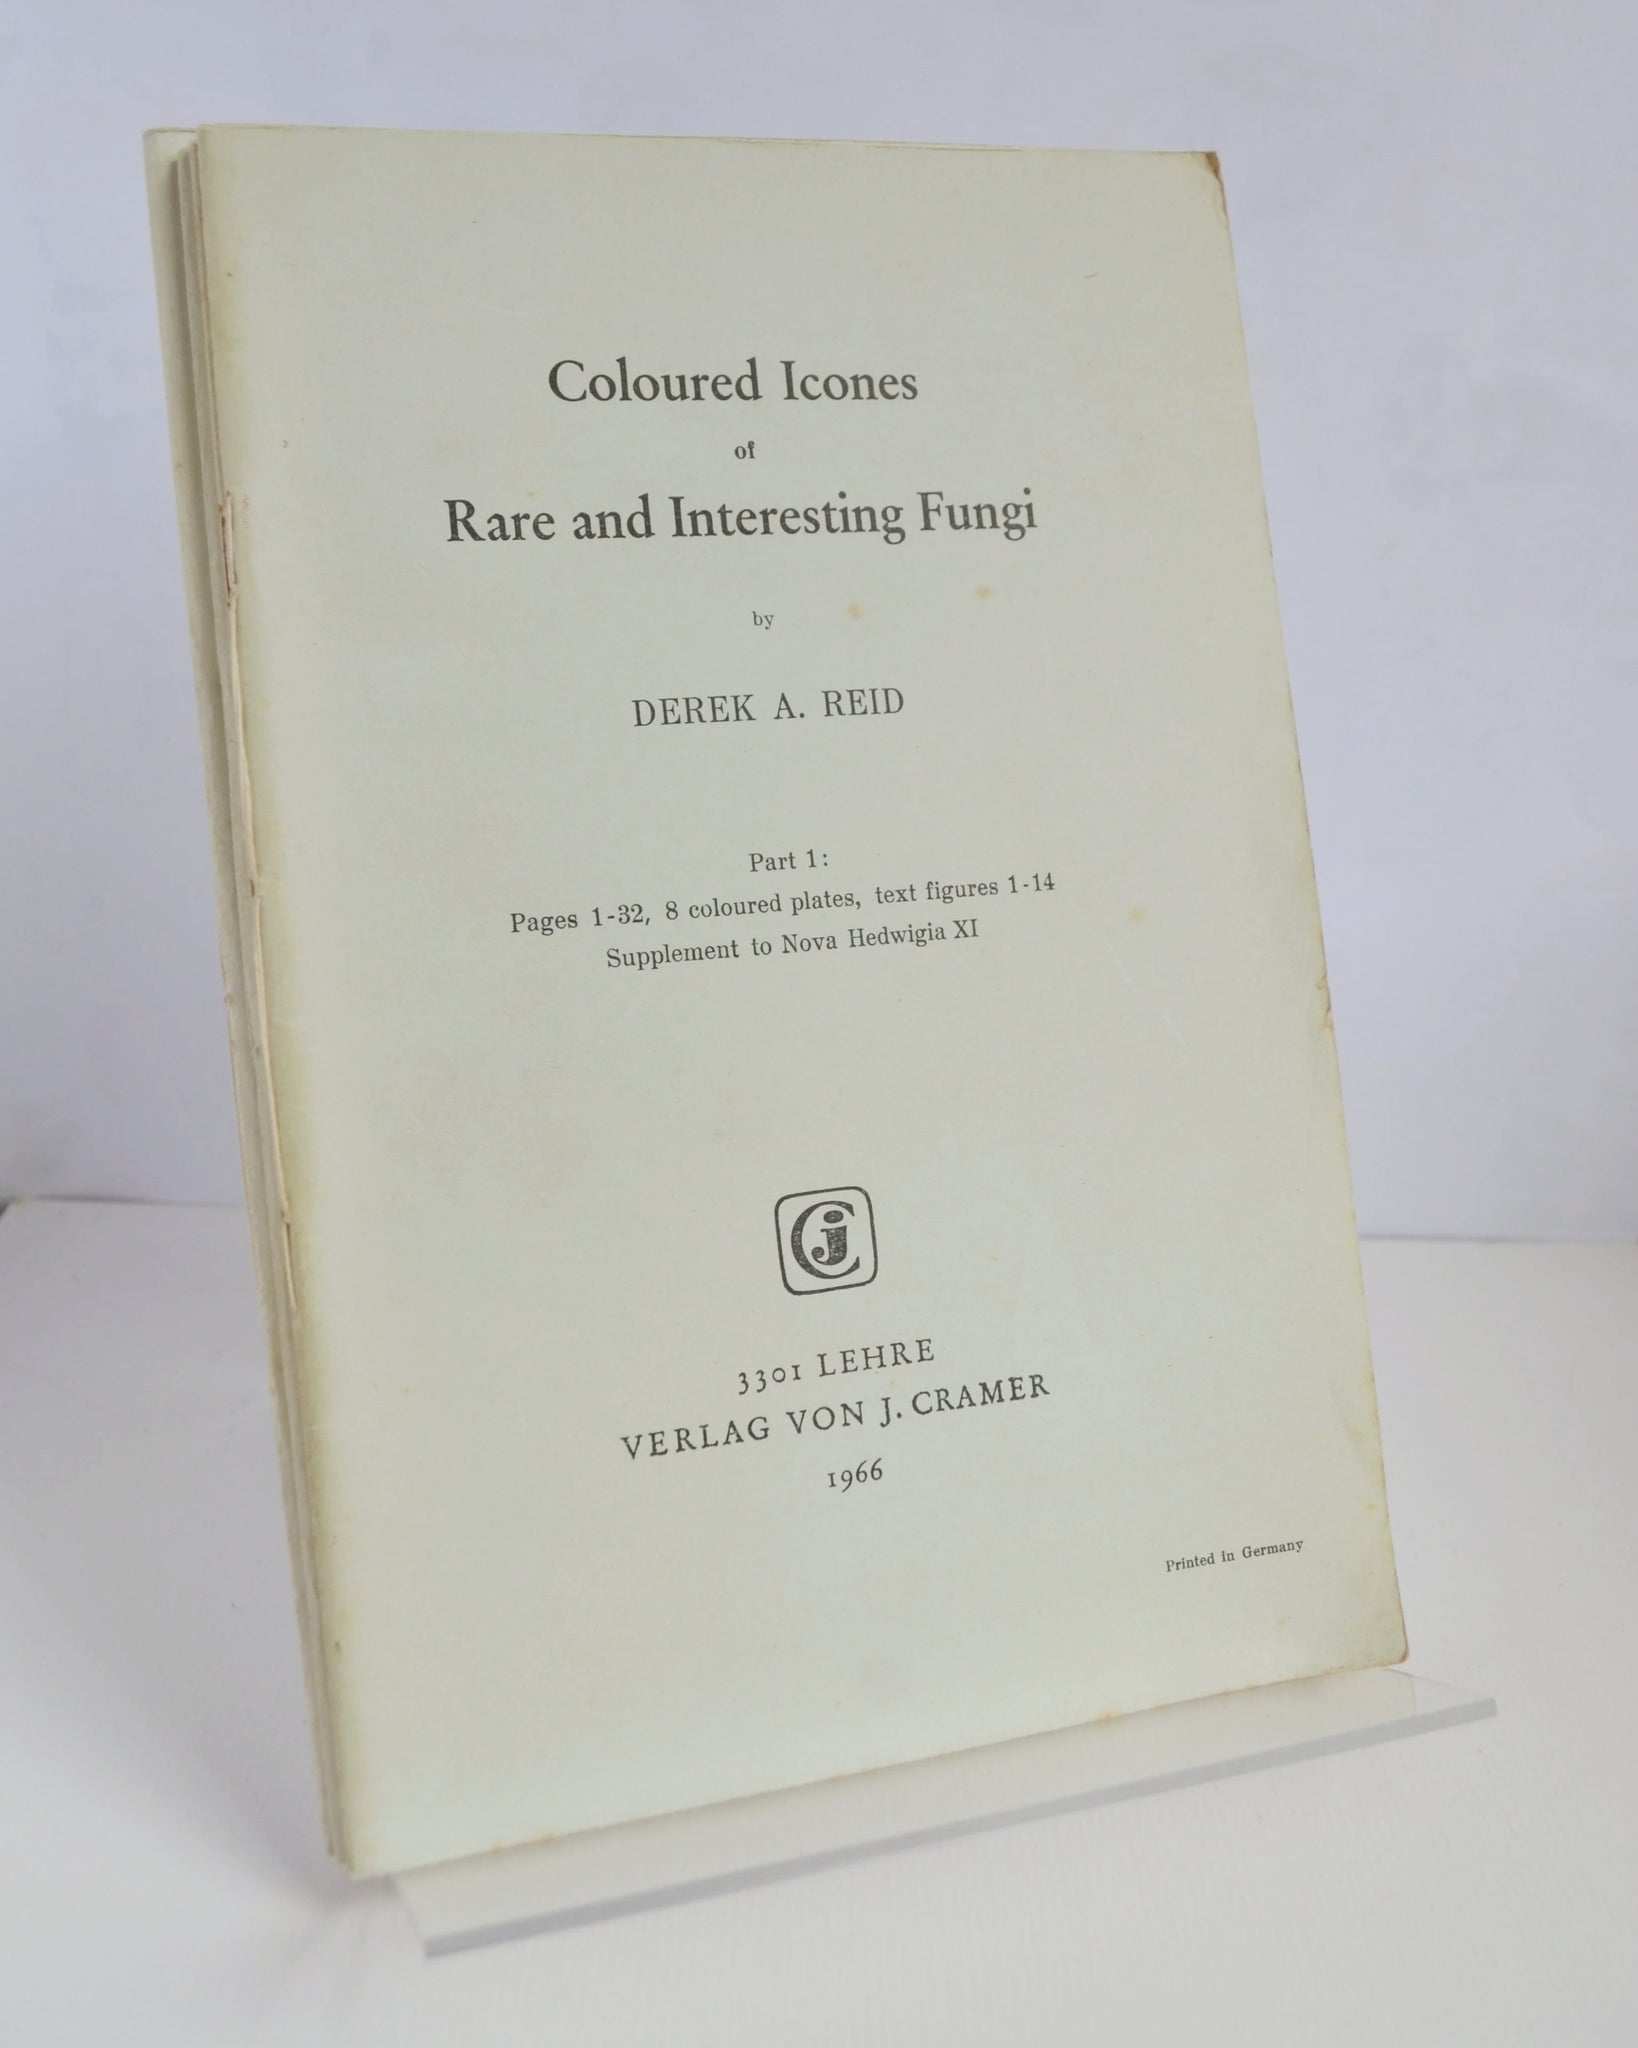 Coloured Icones
of
Rare and Interesting Fungi
by
DEREK A. REID
Part 1:
Pages 1-32, 8 coloured plates, text figures 1-14
Supplement to Nova Hedwigia XI
Cj
3301 LEHRE
VERLAG VON J. CRAMER
1966
Printed in Germany